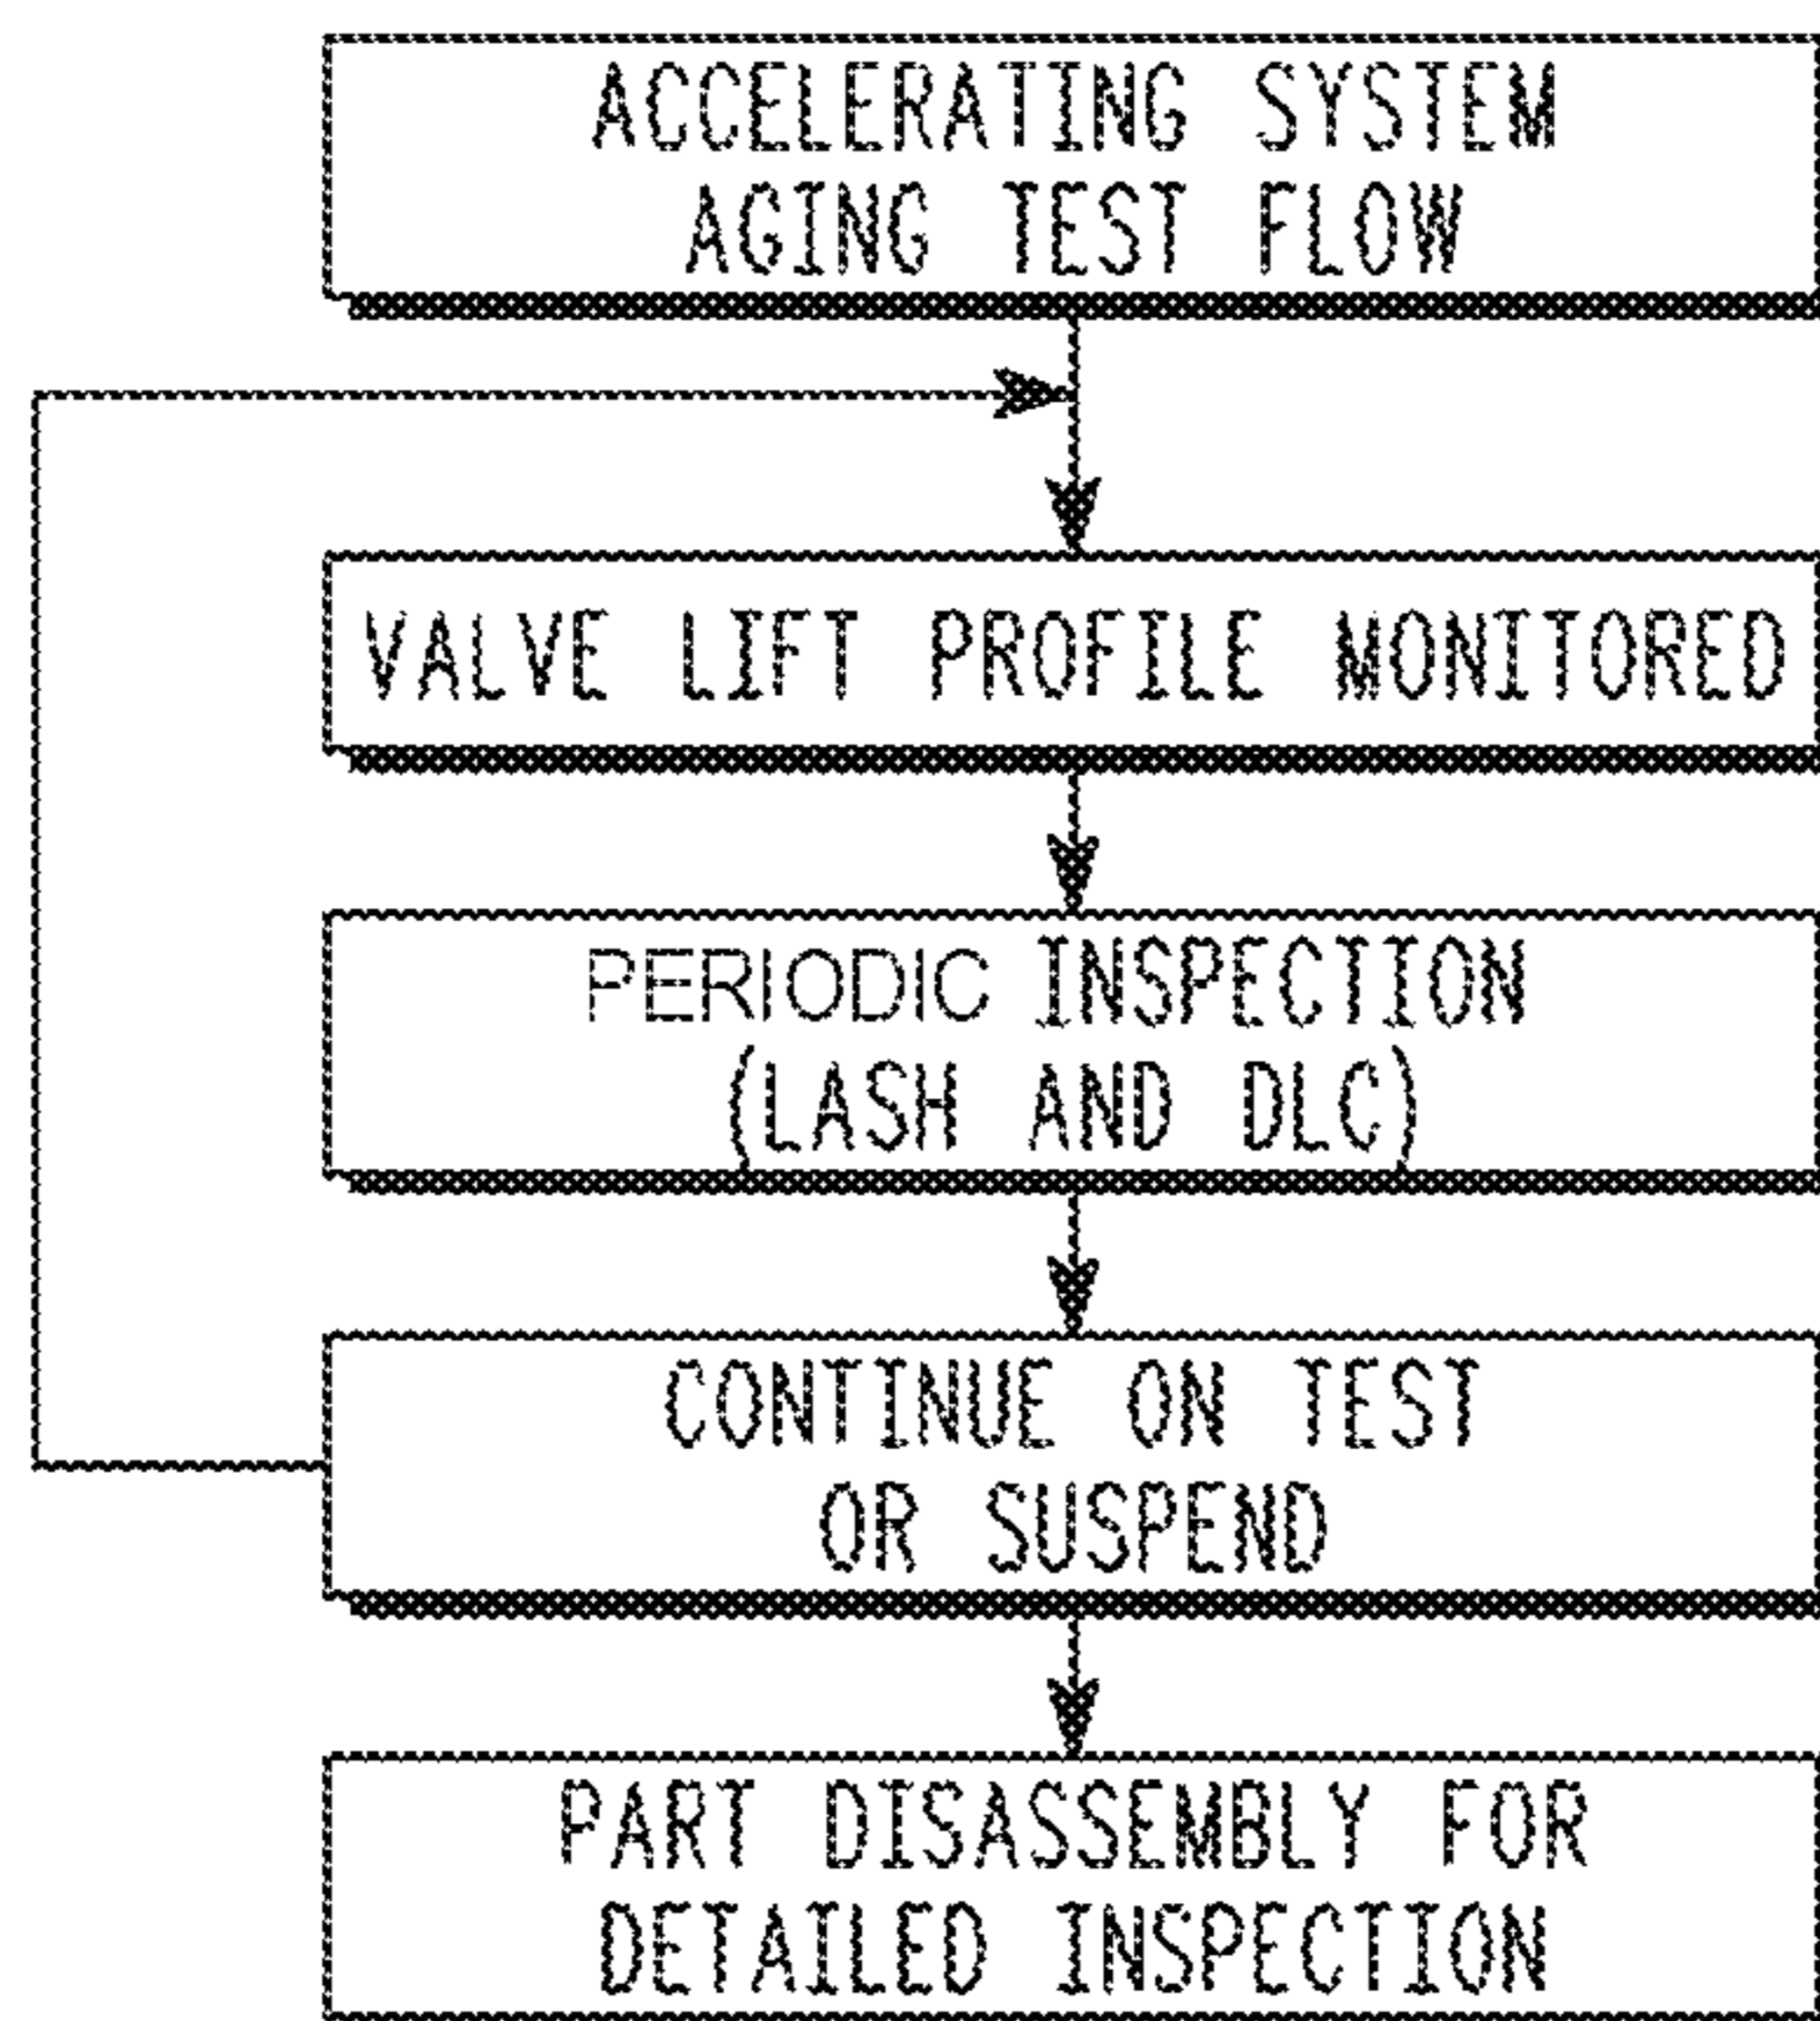 ACCELERATING SYSTEM
AGING TEST FLOW
VALVE LIFT PROFILE MONITORED
PERIODIC INSPECTION
(LASH AND DLC)
CONTINUE ON TEST
OR SUSPEND
PART DISASSEMBLY FOR
DETAILED INSPECTION